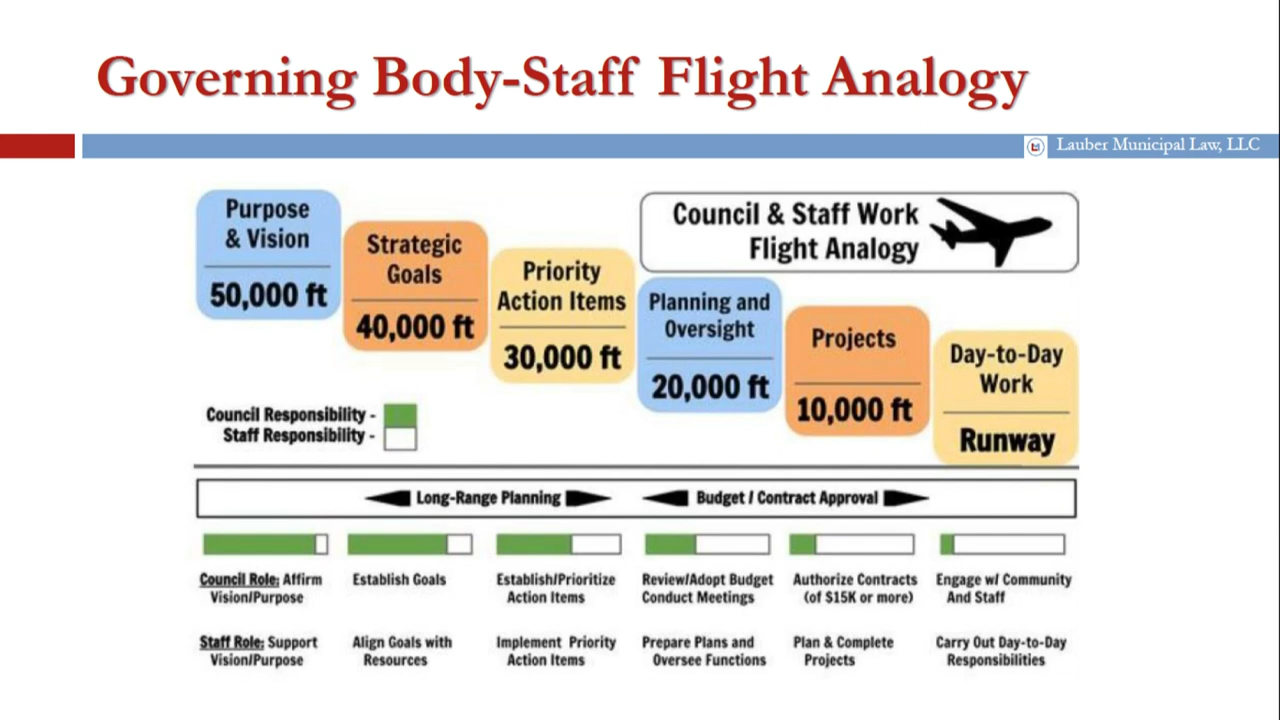 Governing Body-Staff Flight Analogy
Lauber Municipal Law, LLC
Purpose
& Vision
50,000 ft
Strategic
Goals
40,000 ft
Priority
Action Items
30,000 ft
Council & Staff Work
Flight Analogy
Planning and
Oversight
20,000 ft
Projects
10,000 ft
Day-to-Day
Work
Runway
Council Responsibility -
Staff Responsibility -
Long-Range Planning
Budget / Contract Approval
Council Role: Affirm
Vision/Purpose
Establish Goals
Establish/Prioritize
Action Items
Review/Adopt Budget
Conduct Meetings
Authorize Contracts
(of $15K or more)
Engage w/ Community
And Staff
Staff Role: Support
Vision/Purpose
Align Goals with
Resources
Implement Priority
Action Items
Prepare Plans and
Oversee Functions
Plan & Complete
Projects
Carry Out Day-to-Day
Responsibilities